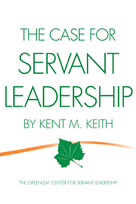 THE CASE FOR
SERVANT
LEADERSHIP
BY KENT M. KEITH
THE GREENLEAF CENTER FOR SERVANT LEADERSHIP